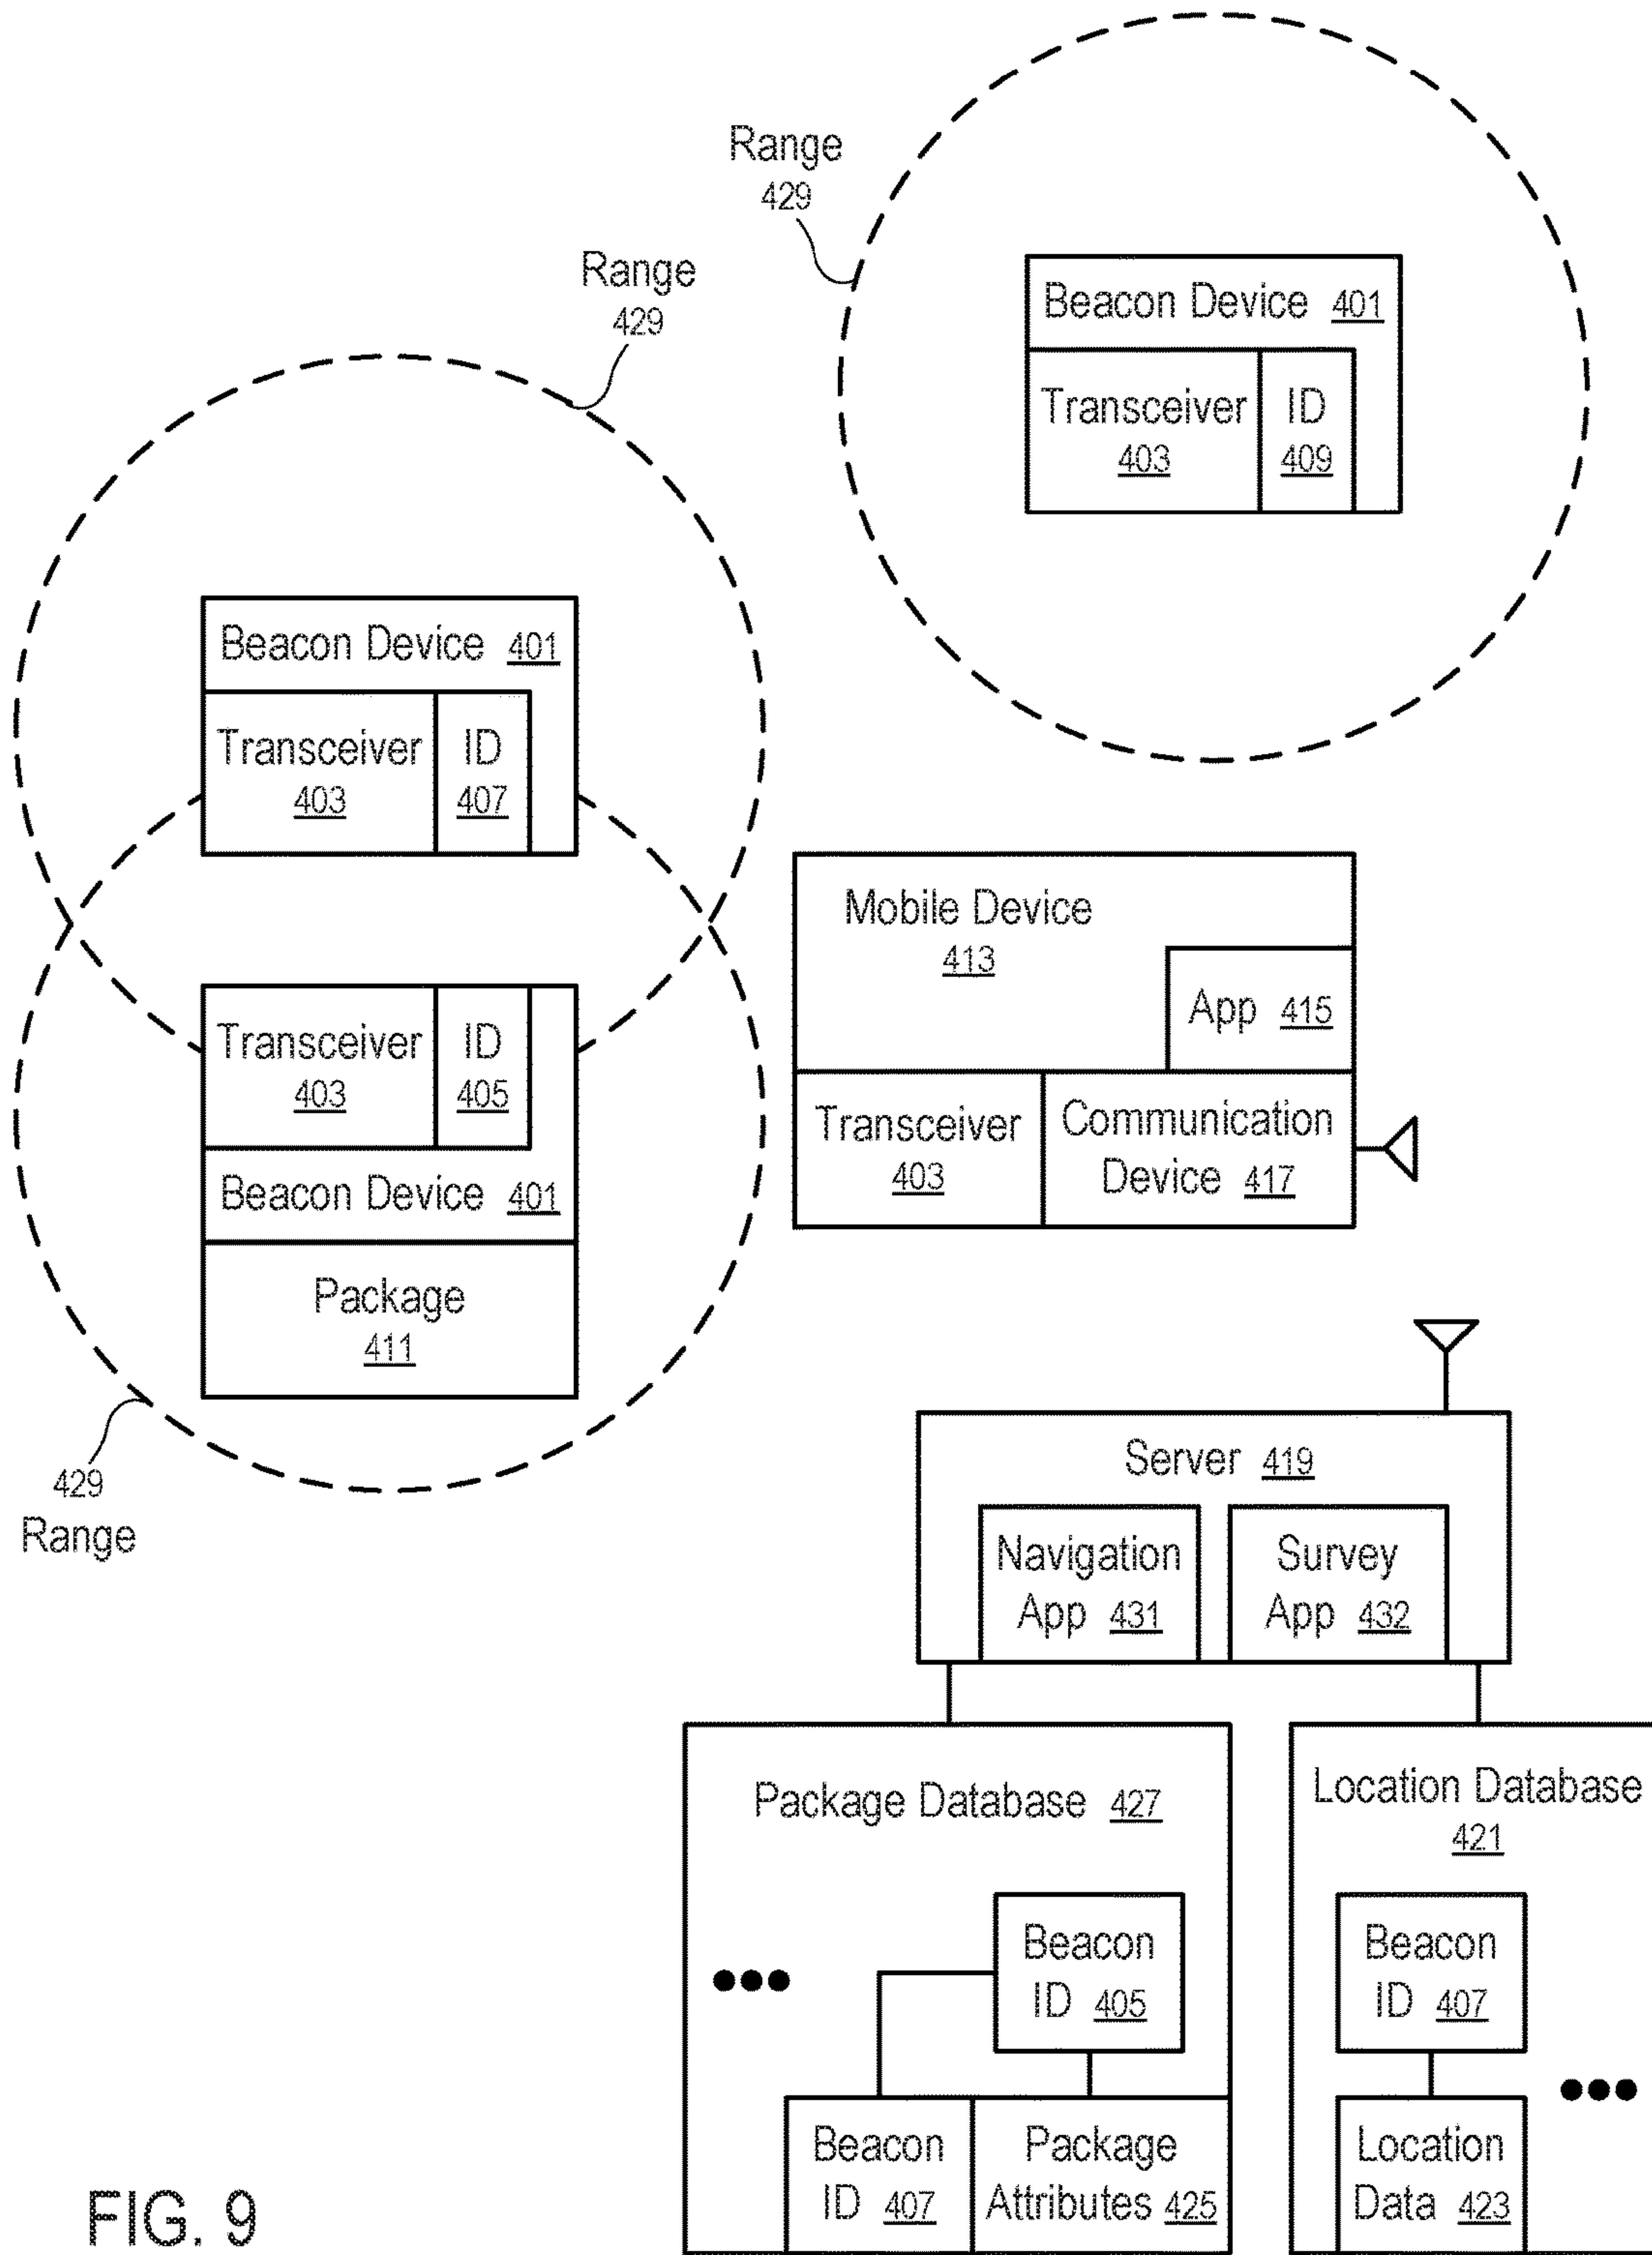 Range
429
Range
429
Beacon Device 401
Transceiver
403
ID
409
Beacon Device 401
Transceiver
403
ID
407
Transceiver
403
ID
405
Beacon Device 401
Package
411
429
Range
Mobile Device
413
App 415
Transceiver
403
Communication
Device 417
Server 419
Navigation
App 431
Survey
App 432
Package Database 427
Beacon
ID 405
Beacon
ID 407
Package
Attributes 425
Location Database
421
Beacon
ID 407
Location
Data 423
FIG. 9